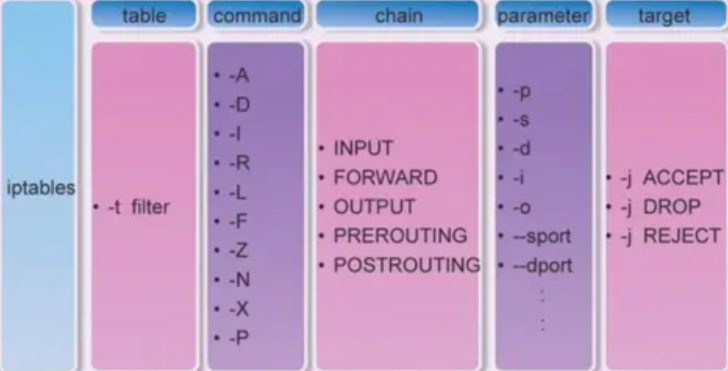 table command chain parameter target
iptables
• -t filter
• -A
• -D
• -I
• -R
• -L
• -F
• -Z
• -N
• -X
• -P
• INPUT
• FORWARD
• OUTPUT
• PREROUTING
• POSTROUTING
• -p
• -s
• -d
• -i
• -o
• --sport
• --dport
:
:
• -j ACCEPT
• -j DROP
• -j REJECT